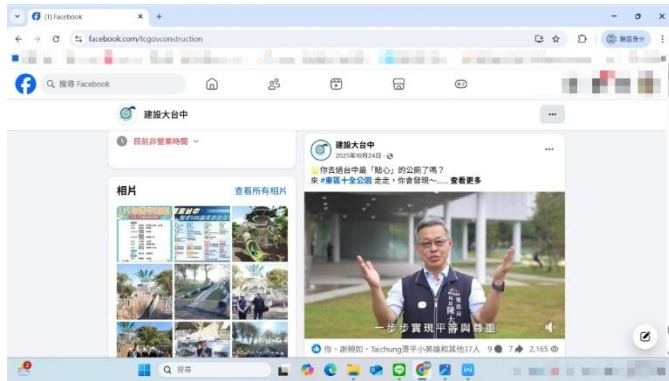 (1) Facebook
facebook.com/tcgovconstruction
搜尋 Facebook
建設大台中
目前非營業時間
相片
查看所有相片
建設大台中
2025年10月24日
你去過台中最「貼心」的公廁了嗎？
來 #東區十全公園 走走，你會發現～...... 查看更多
一步步實現平等與尊重
你、謝相如、Taichung景平小英雄和其他37人
9
7
2,165
搜尋